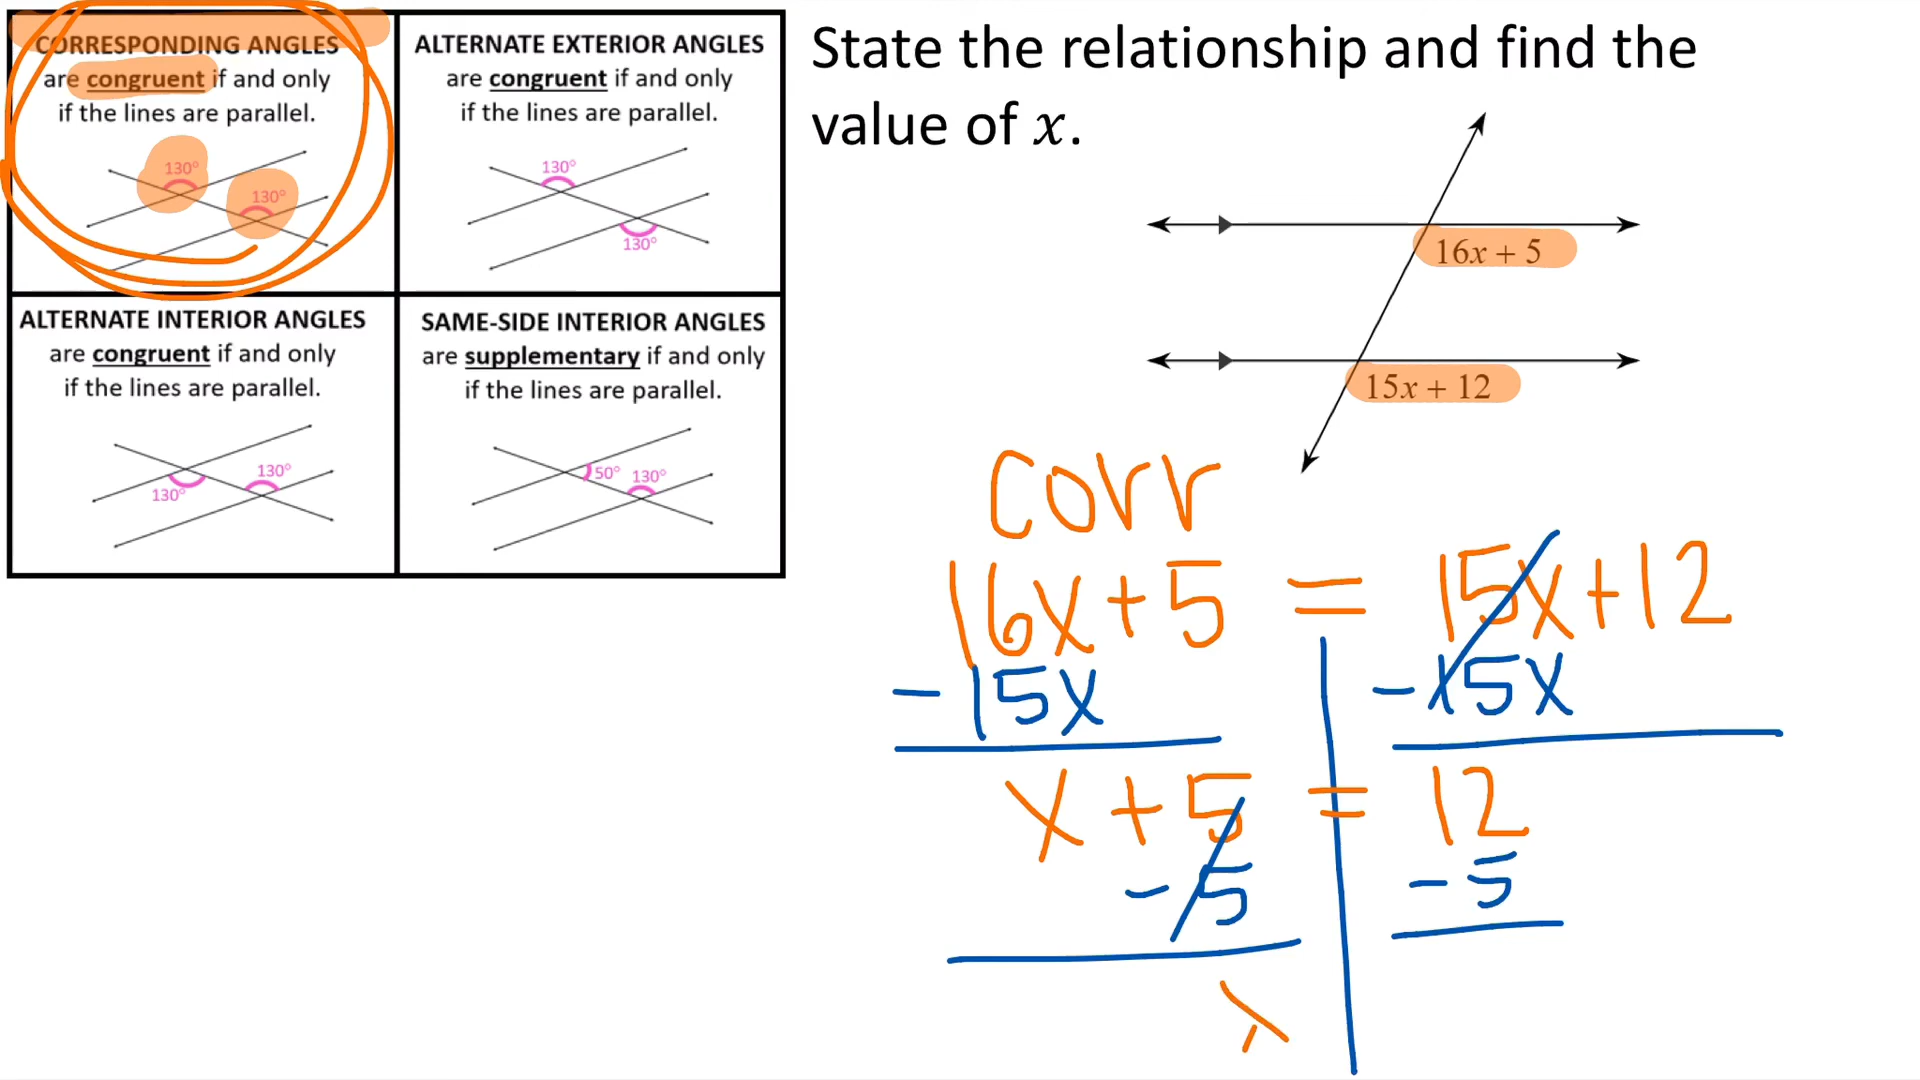 CORRESPONDING ANGLES
are congruent if and only
if the lines are parallel.
130°
130°
ALTERNATE EXTERIOR ANGLES
are congruent if and only
if the lines are parallel.
130°
130°
ALTERNATE INTERIOR ANGLES
are congruent if and only
if the lines are parallel.
130°
130°
SAME-SIDE INTERIOR ANGLES
are supplementary if and only
if the lines are parallel.
50° 130°
State the relationship and find the
value of x.
16x + 5
15x + 12
corr
16x+5 = 15x+12
-15x -15x
x + 5 = 12
- 5 - 5
x